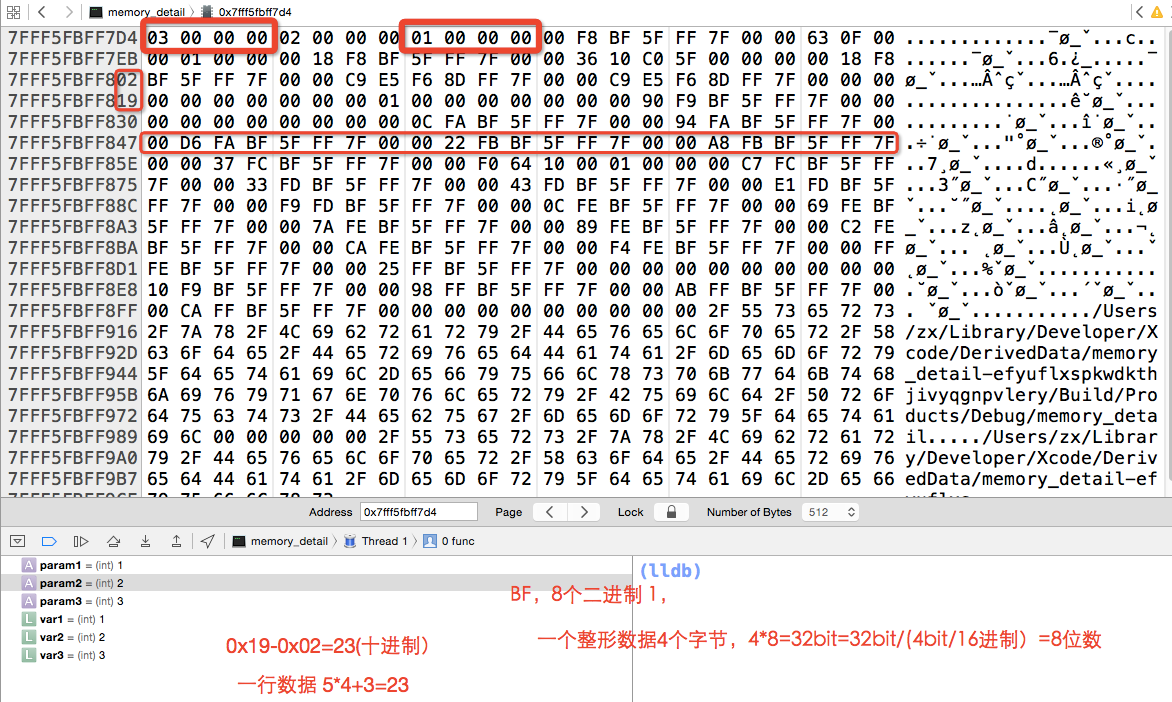 memory_detail 〉 0x7fff5fbff7d4
7FFF5FBFF7D4 03 00 00 00 02 00 00 00 01 00 00 00 00 F8 BF 5F FF 7F 00 00 63 0F 00 .............¯ø_ˇ...c..
7FFF5FBFF7EB 00 01 00 00 00 18 F8 BF 5F FF 7F 00 00 36 10 C0 5F 00 00 00 00 18 F8 ......¯ø_ˇ...6.¿_.....¯
7FFF5FBFF802 BF 5F FF 7F 00 00 C9 E5 F6 8D FF 7F 00 00 C9 E5 F6 8D FF 7F 00 00 00
7FFF5FBFF819 00 00 00 00 00 00 00 01 00 00 00 00 00 00 00 90 F9 BF 5F FF 7F 00 00
7FFF5FBFF830 00 00 00 00 00 00 00 0C FA BF 5F FF 7F 00 00 94 FA BF 5F FF 7F 00 00
7FFF5FBFF847 00 D6 FA BF 5F FF 7F 00 00 22 FB BF 5F FF 7F 00 00 A8 FB BF 5F FF 7F
7FFF5FBFF85E 00 00 37 FC BF 5F FF 7F 00 00 F0 64 10 00 01 00 00 00 C7 FC BF 5F FF
7FFF5FBFF875 7F 00 00 33 FD BF 5F FF 7F 00 00 43 FD BF 5F FF 7F 00 00 E1 FD BF 5F
7FFF5FBFF88C FF 7F 00 00 F9 FD BF 5F FF 7F 00 00 0C FE BF 5F FF 7F 00 00 69 FE BF
7FFF5FBFF8A3 5F FF 7F 00 00 7A FE BF 5F FF 7F 00 00 89 FE BF 5F FF 7F 00 00 C2 FE
7FFF5FBFF8BA BF 5F FF 7F 00 00 CA FE BF 5F FF 7F 00 00 F4 FE BF 5F FF 7F 00 00 FF
7FFF5FBFF8D1 FE BF 5F FF 7F 00 00 25 FF BF 5F FF 7F 00 00 00 00 00 00 00 00 00 00
7FFF5FBFF8E8 10 F9 BF 5F FF 7F 00 00 98 FF BF 5F FF 7F 00 00 AB FF BF 5F FF 7F 00
7FFF5FBFF8FF 00 CA FF BF 5F FF 7F 00 00 00 00 00 00 00 00 00 00 2F 55 73 65 72 73 . ˇø_ˇ.........../Users
7FFF5FBFF916 2F 7A 78 2F 4C 69 62 72 61 72 79 2F 44 65 76 65 6C 6F 70 65 72 2F 58 /zx/Library/Developer/X
7FFF5FBFF92D 63 6F 64 65 2F 44 65 72 69 76 65 64 44 61 74 61 2F 6D 65 6D 6F 72 79 code/DerivedData/memory
7FFF5FBFF944 5F 64 65 74 61 69 6C 2D 65 66 79 75 66 6C 78 73 70 6B 77 64 6B 74 68 _detail-efyuflxspkwdkth
7FFF5FBFF95B 6A 69 76 79 71 67 6E 70 76 6C 65 72 79 2F 42 75 69 6C 64 2F 50 72 6F jivyqgnpvlery/Build/Pro
7FFF5FBFF972 64 75 63 74 73 2F 44 65 62 75 67 2F 6D 65 6D 6F 72 79 5F 64 65 74 61 ducts/Debug/memory_deta
7FFF5FBFF989 69 6C 00 00 00 00 00 2F 55 73 65 72 73 2F 7A 78 2F 4C 69 62 72 61 72 il...../Users/zx/Librar
7FFF5FBFF9A0 79 2F 44 65 76 65 6C 6F 70 65 72 2F 58 63 6F 64 65 2F 44 65 72 69 76 y/Developer/Xcode/Deriv
7FFF5FBFF9B7 65 64 44 61 74 61 2F 6D 65 6D 6F 72 79 5F 64 65 74 61 69 6C 2D 65 66 edData/memory_detail-ef
Address 0x7fff5fbff7d4 Page Lock Number of Bytes 512
memory_detail 〉 Thread 1 〉 0 func
A param1 = (int) 1
A param2 = (int) 2
A param3 = (int) 3
L var1 = (int) 1
L var2 = (int) 2
L var3 = (int) 3
(lldb)
BF，8个二进制 1，
一个整形数据4个字节，4*8=32bit=32bit/(4bit/16进制）=8位数
0x19-0x02=23(十进制）
一行数据 5*4+3=23